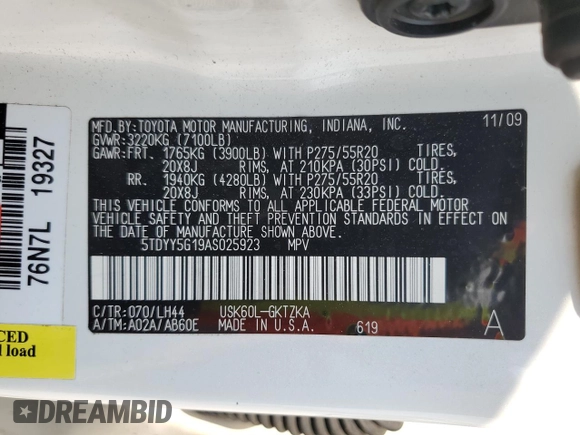 MFD.BY:TOYOTA MOTOR MANUFACTURING, INDIANA, INC. 11/09
GVWR:3220KG (7100LB)
GAWR:FRT. 1765KG (3900LB) WITH P275/55R20 TIRES,
20X8J RIMS, AT 210KPA (30PSI) COLD.
RR. 1940KG (4280LB) WITH P275/55R20 TIRES,
20X8J RIMS, AT 230KPA (33PSI) COLD.
THIS VEHICLE CONFORMS TO ALL APPLICABLE FEDERAL MOTOR
VEHICLE SAFETY AND THEFT PREVENTION STANDARDS IN EFFECT ON
THE DATE OF MANUFACTURE SHOWN ABOVE.
5TDYY5G19AS025923 MPV
C/TR:070/LH44 USK60L-GKTZKA
A/TM:A02A/AB60E MADE IN U.S.A. 619 A
76N7L 19327
CED
l load
DREAMBID